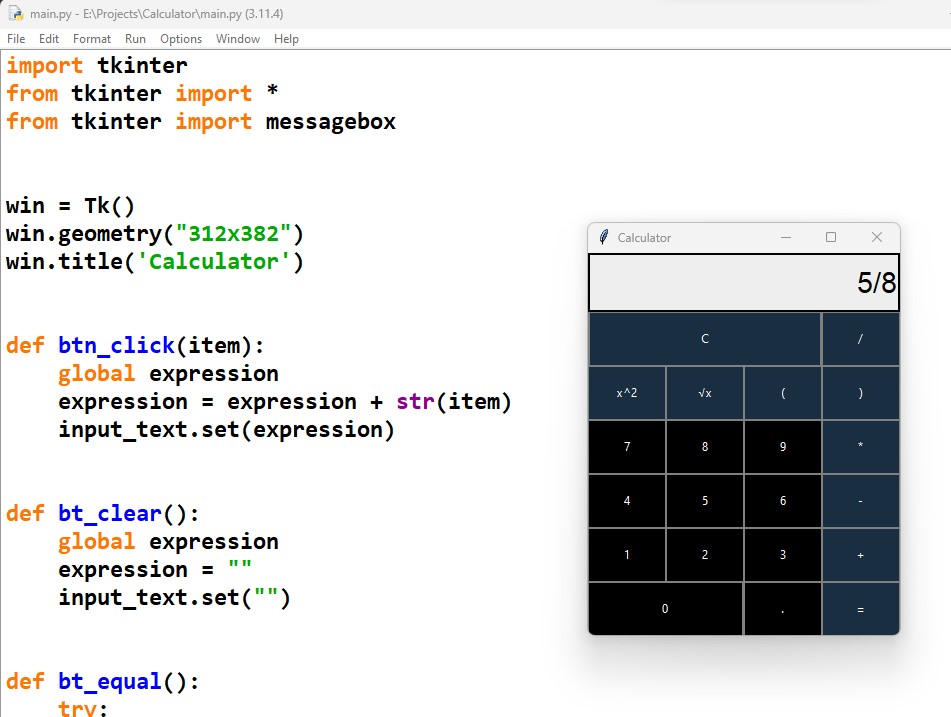 main.py - E:\Projects\Calculator\main.py (3.11.4)
File Edit Format Run Options Window Help
import tkinter
from tkinter import *
from tkinter import messagebox
win = Tk()
win.geometry("312x382")
win.title('Calculator')
def btn_click(item):
    global expression
    expression = expression + str(item)
    input_text.set(expression)
def bt_clear():
    global expression
    expression = ""
    input_text.set("")
def bt_equal():
    try:
Calculator
5/8
C /
x^2 √x ( )
7 8 9 *
4 5 6 -
1 2 3 +
0 . =